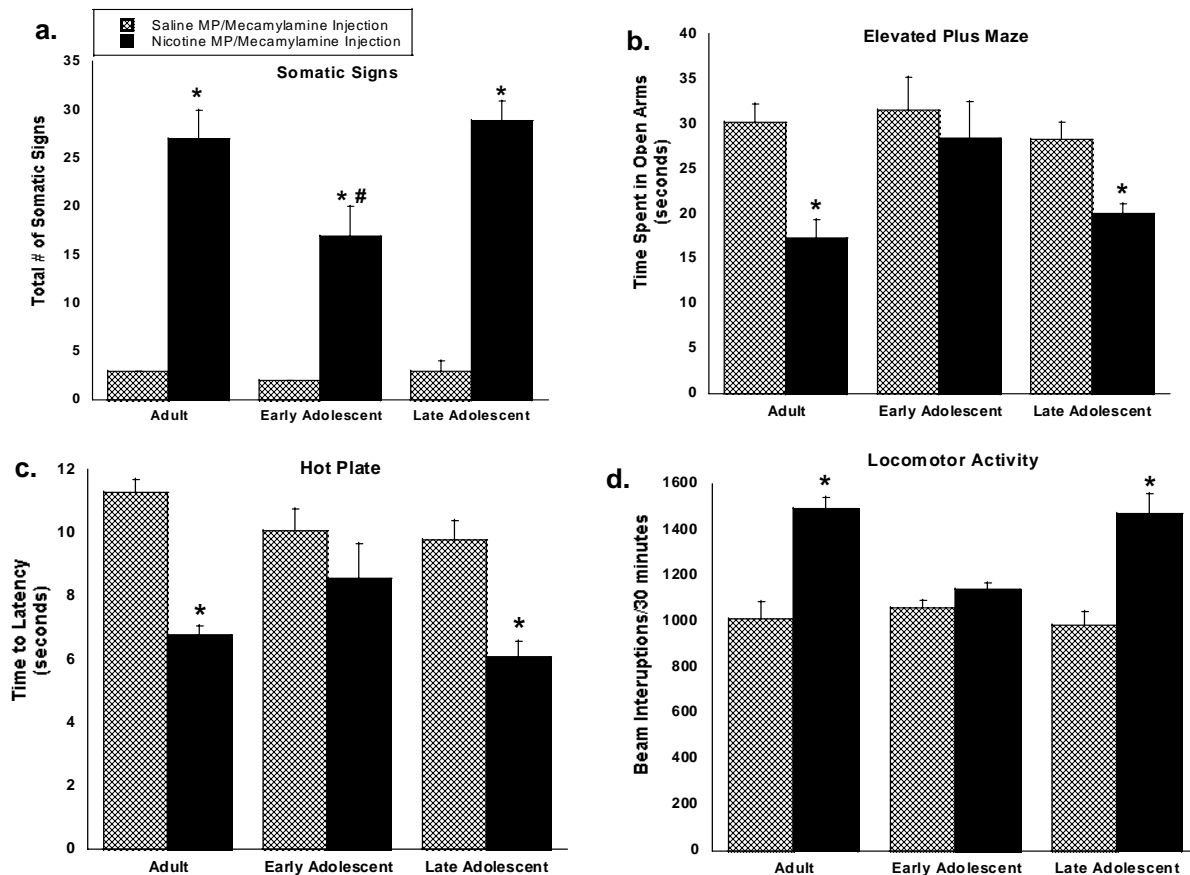 a.
Saline MP/Mecamylamine Injection
Nicotine MP/Mecamylamine Injection
Somatic Signs
Total # of Somatic Signs
35
30
25
20
15
10
5
0
*
* #
*
Adult
Early Adolescent
Late Adolescent
b.
Elevated Plus Maze
Time Spent in Open Arms
(seconds)
40
35
30
25
20
15
10
5
0
*
*
Adult
Early Adolescent
Late Adolescent
c.
Hot Plate
Time to Latency
(seconds)
12
10
8
6
4
2
0
*
*
Adult
Early Adolescent
Late Adolescent
d.
Locomotor Activity
Beam Interuptions/30 minutes
1600
1400
1200
1000
800
600
400
200
0
*
*
Adult
Early Adolescent
Late Adolescent